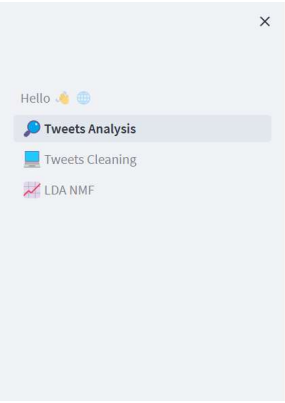 Hello 👋 🌐
🔎 Tweets Analysis
💻 Tweets Cleaning
📈 LDA NMF